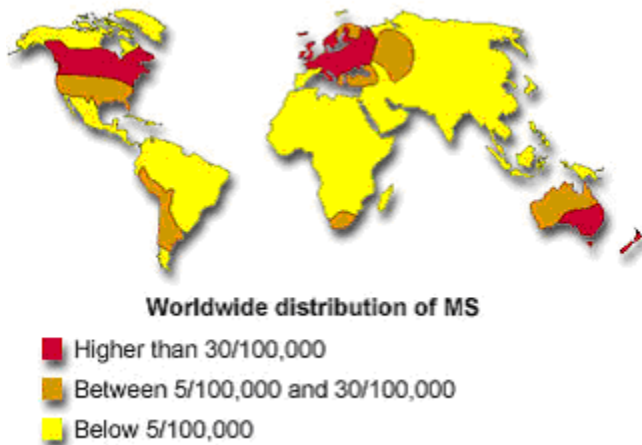 Worldwide distribution of MS
Higher than 30/100,000
Between 5/100,000 and 30/100,000
Below 5/100,000